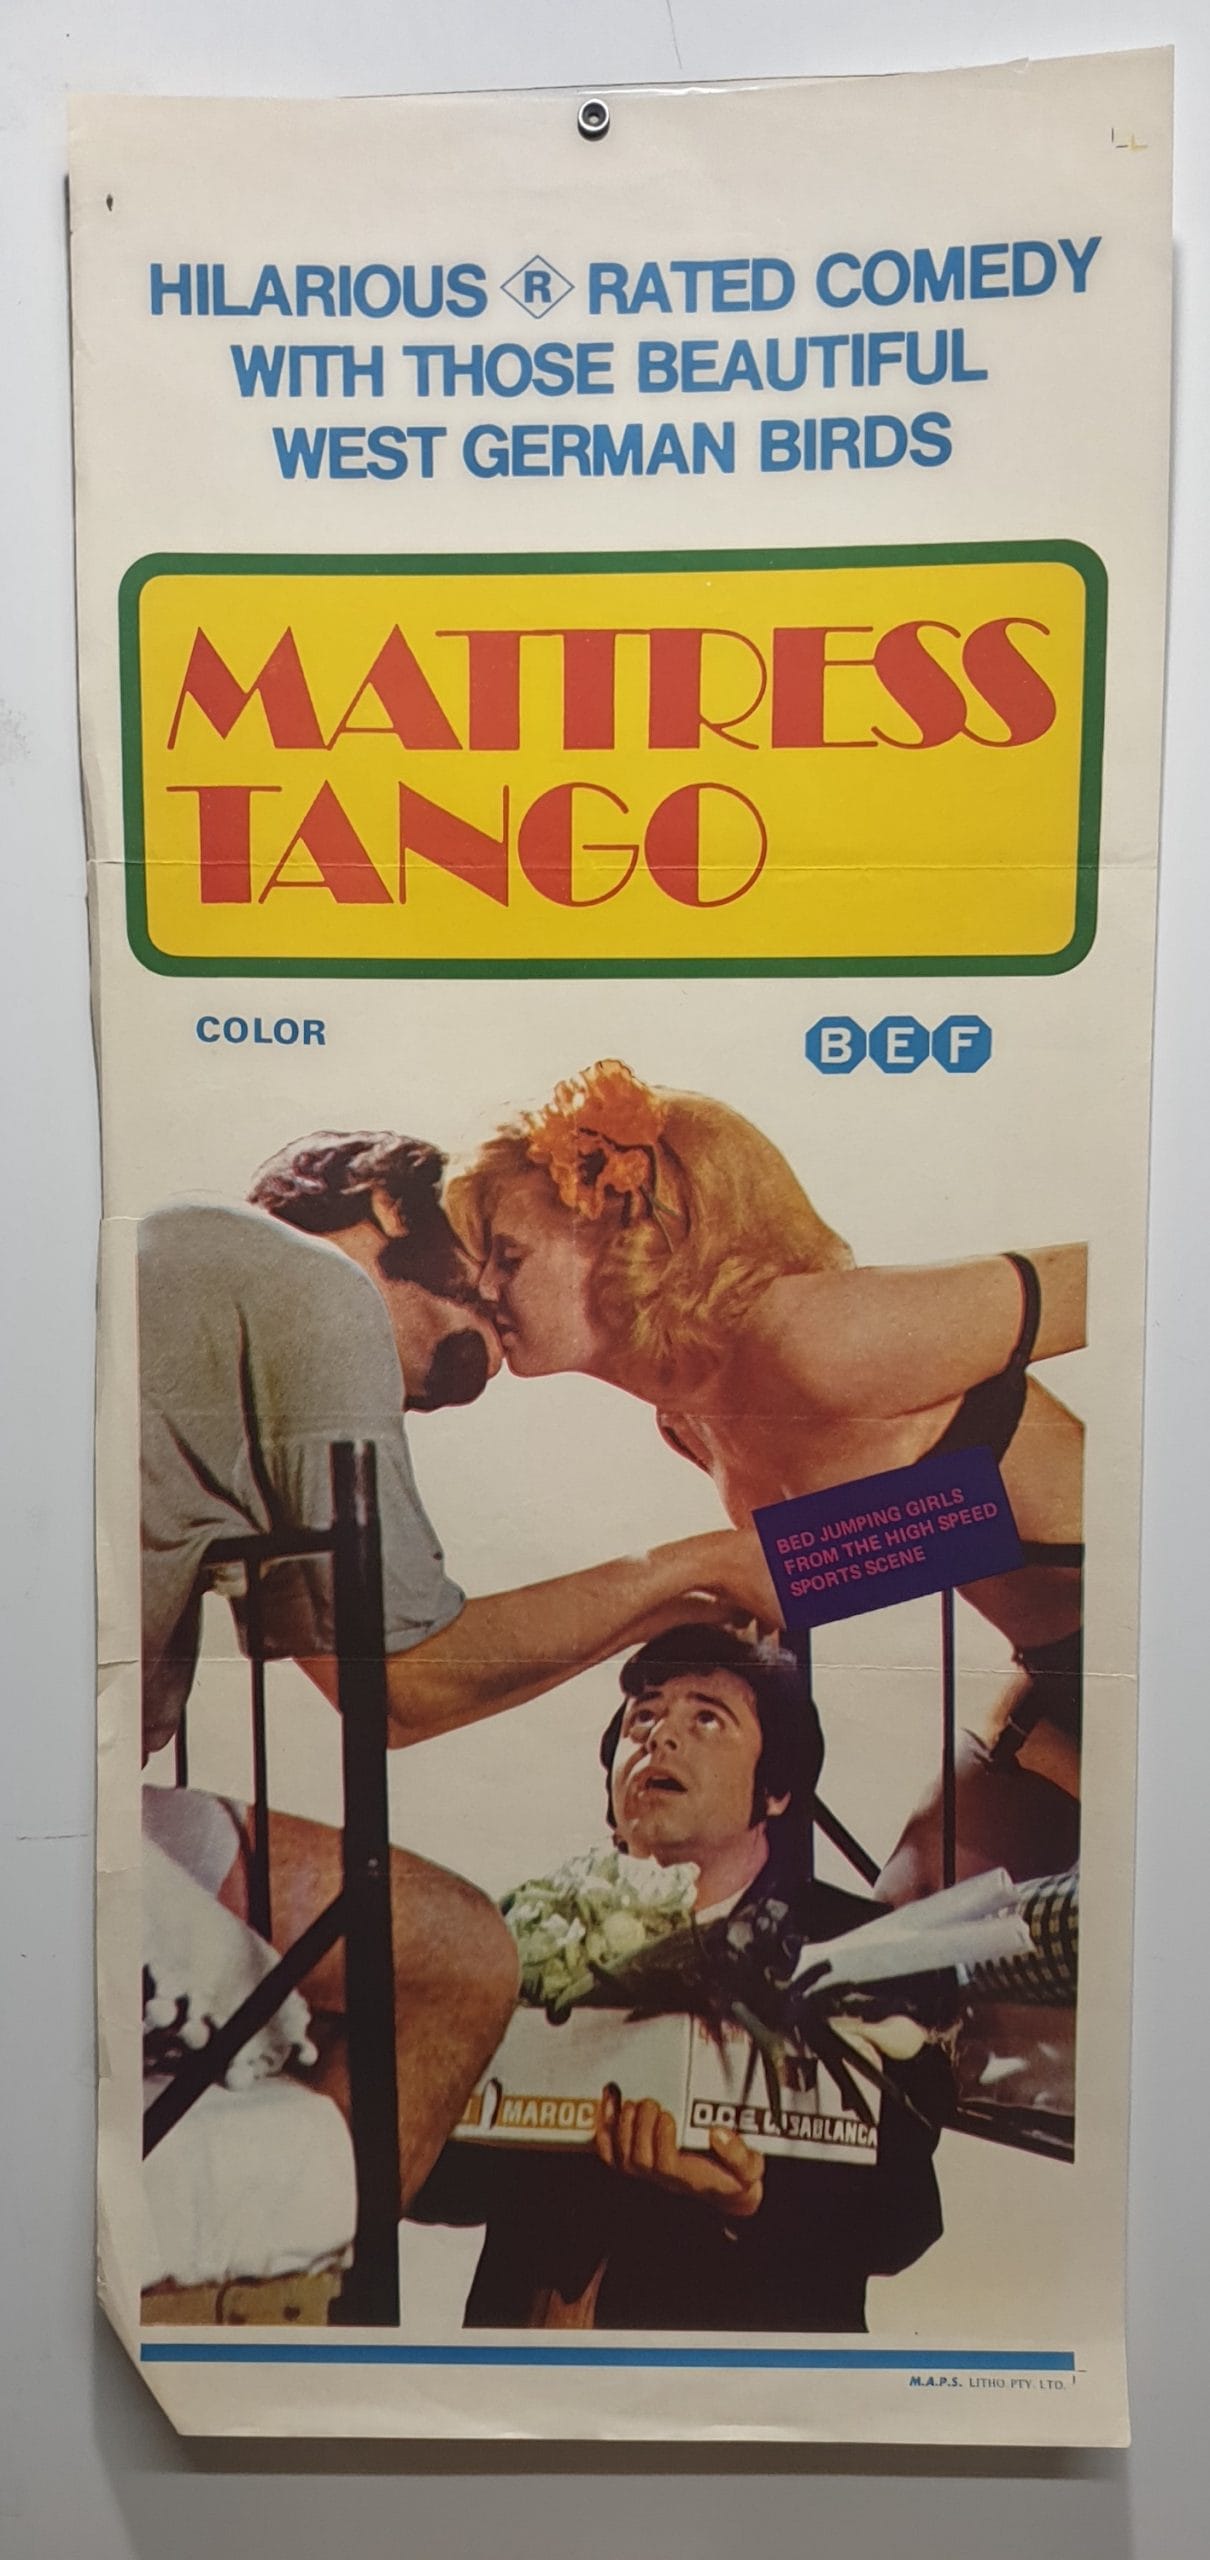 HILARIOUS R RATED COMEDY
WITH THOSE BEAUTIFUL
WEST GERMAN BIRDS
MATTRESS
TANGO
COLOR
BEF
BED JUMPING GIRLS
FROM THE HIGH SPEED
SPORTS SCENE
MAROC
M.A.P.S. LITHO. PTY. LTD.